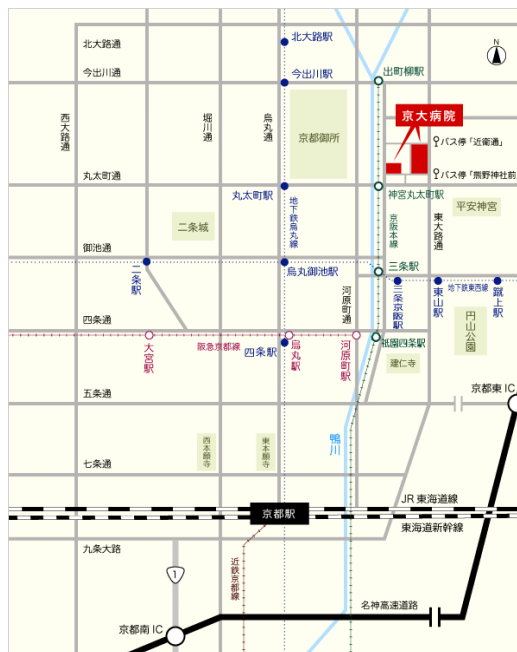 北大路駅
北大路通
N
今出川通
今出川駅
出町柳駅
西大路通
堀川通
烏丸通
京都御所
京大病院
バス停「近衛通」
バス停「熊野神社前
丸太町通
丸太町駅
神宮丸太町駅
地下鉄烏丸線
京阪本線
東大路通
平安神宮
二条城
御池通
二条駅
烏丸御池駅
三条駅
河原町通
三条京阪駅
東山駅
地下鉄東西線
蹴上駅
四条通
大宮駅
阪急京都線
四条駅
烏丸駅
河原町駅
祇園四条駅
円山公園
建仁寺
京都東IC
五条通
鴨川
西本願寺
東本願寺
七条通
JR東海道線
京都駅
東海道新幹線
九条大路
1
近鉄京都線
名神高速道路
京都南IC